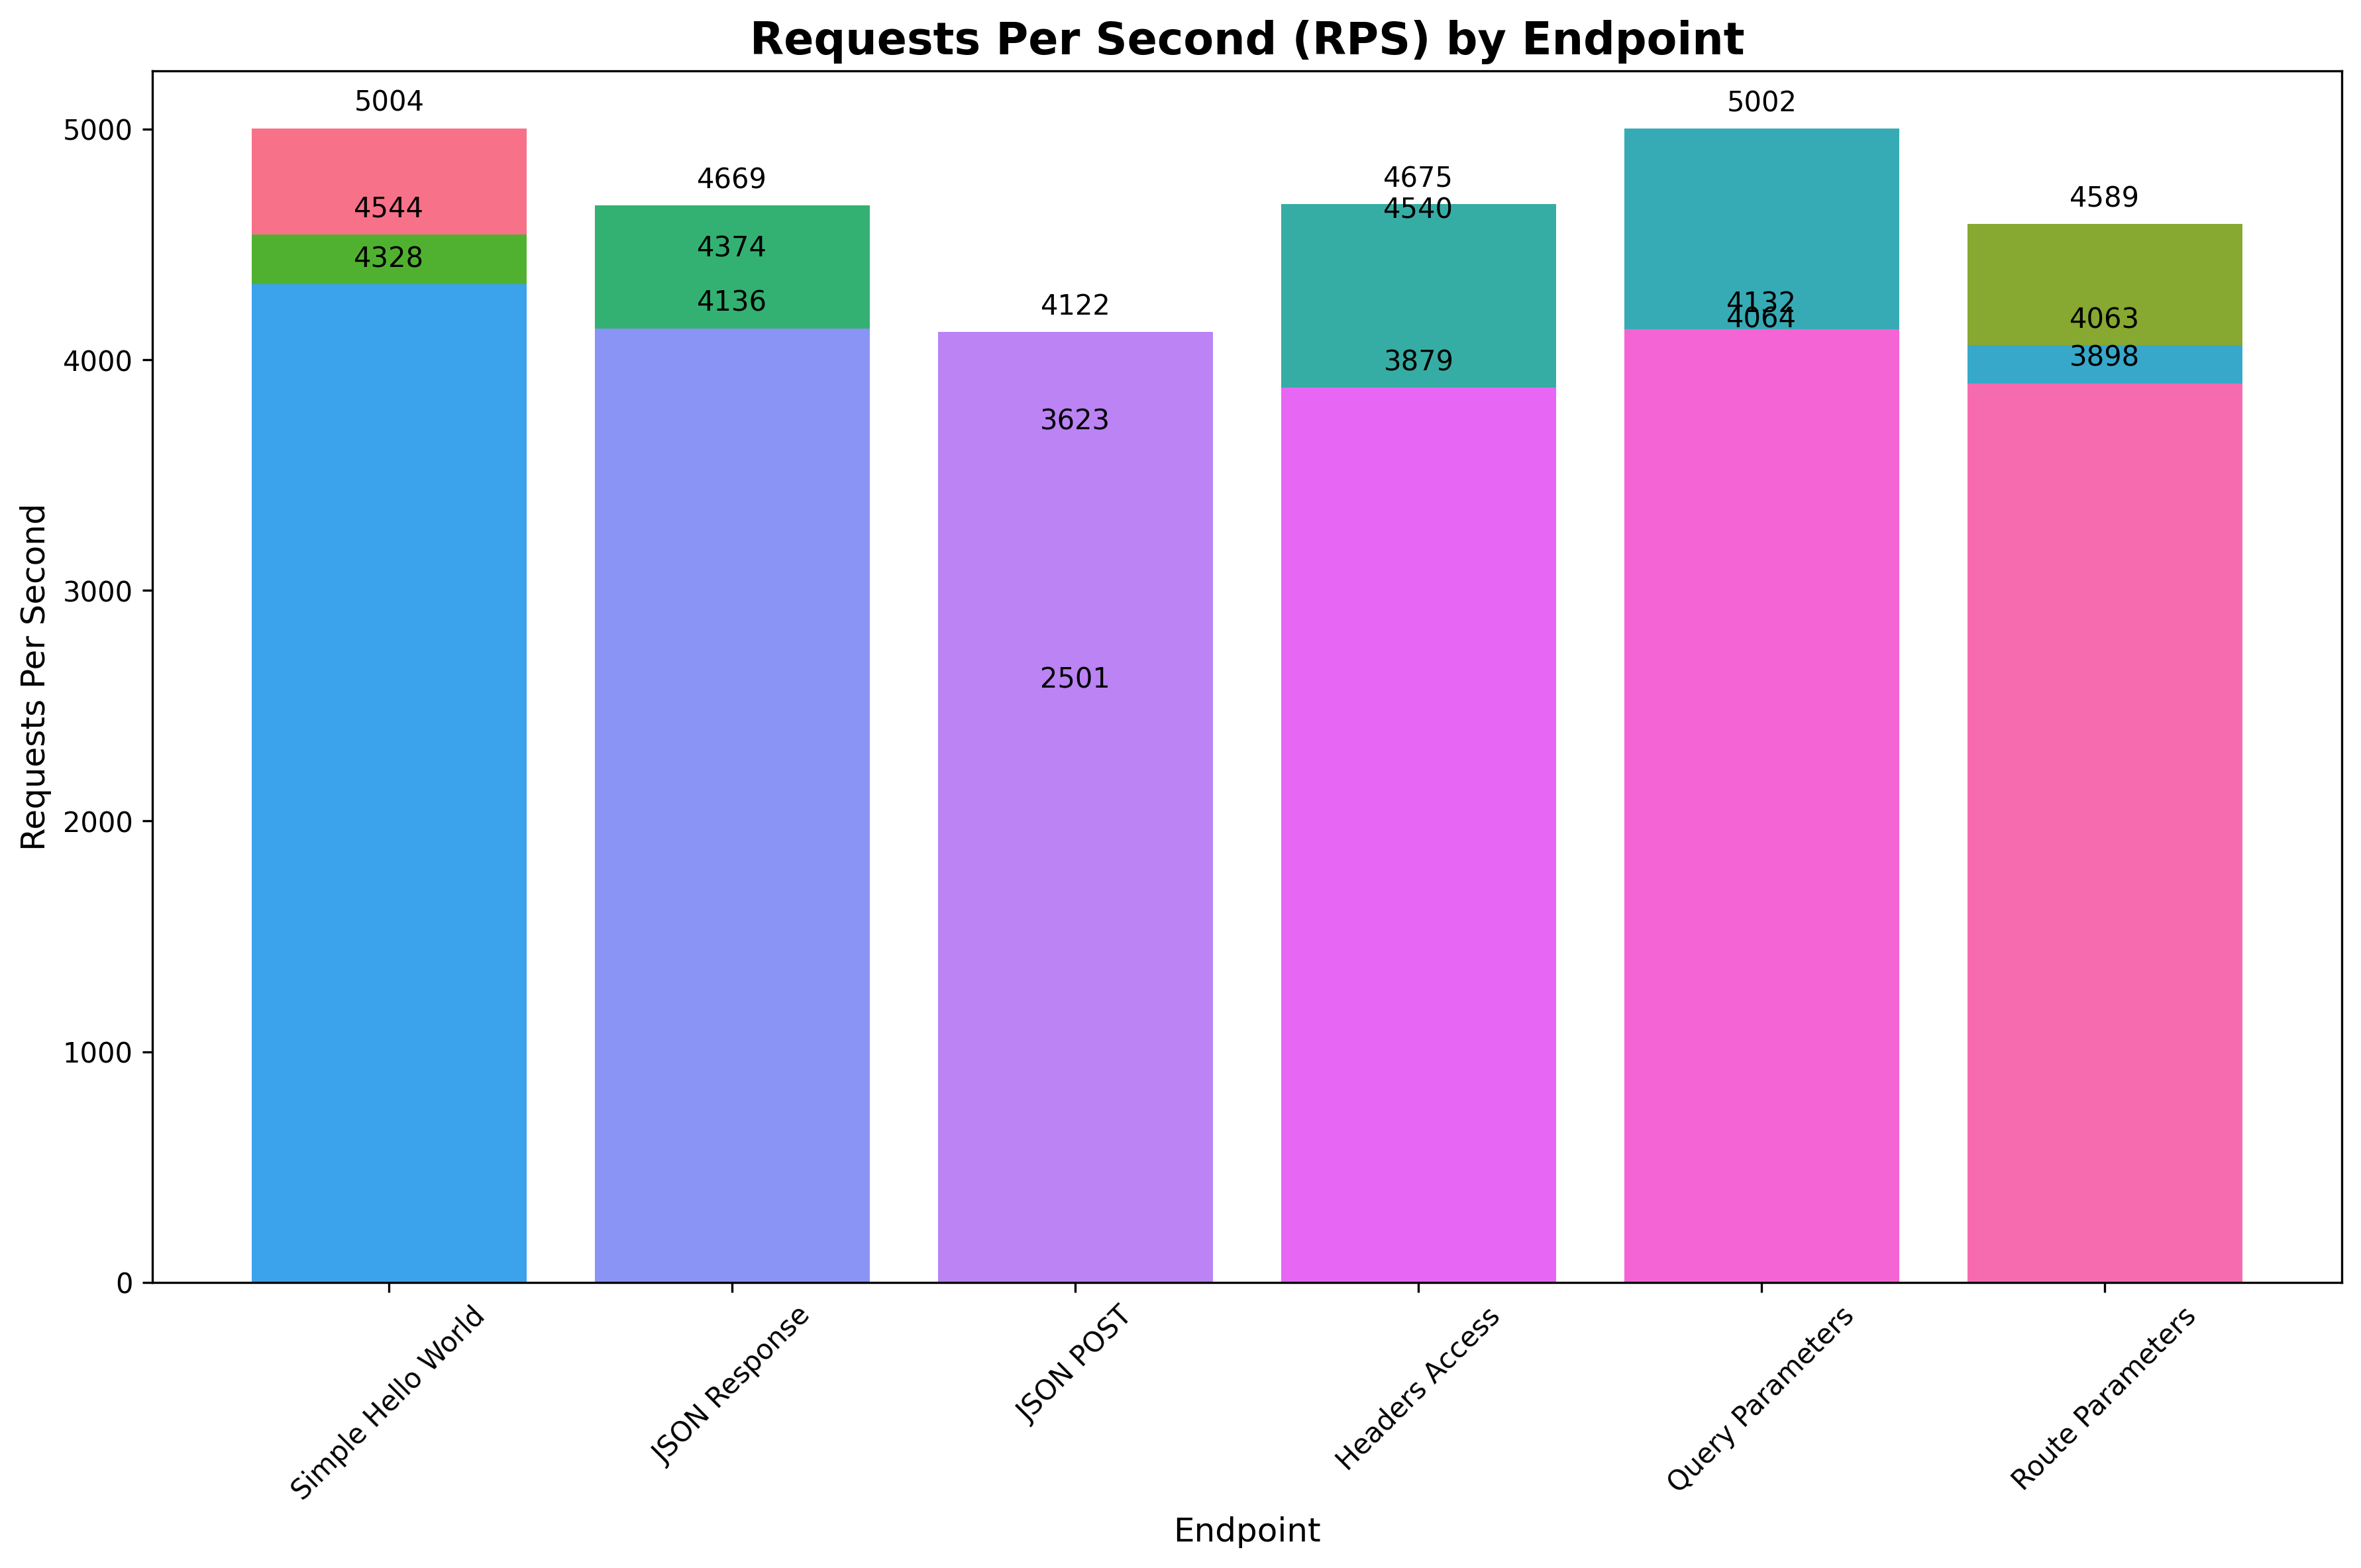 Requests Per Second (RPS) by Endpoint
Requests Per Second
5000
4000
3000
2000
1000
0
5004
4544
4328
4669
4374
4136
4122
3623
2501
4675
4540
3879
5002
4132
4064
4589
4063
3898
Simple Hello World
JSON Response
JSON POST
Headers Access
Query Parameters
Route Parameters
Endpoint